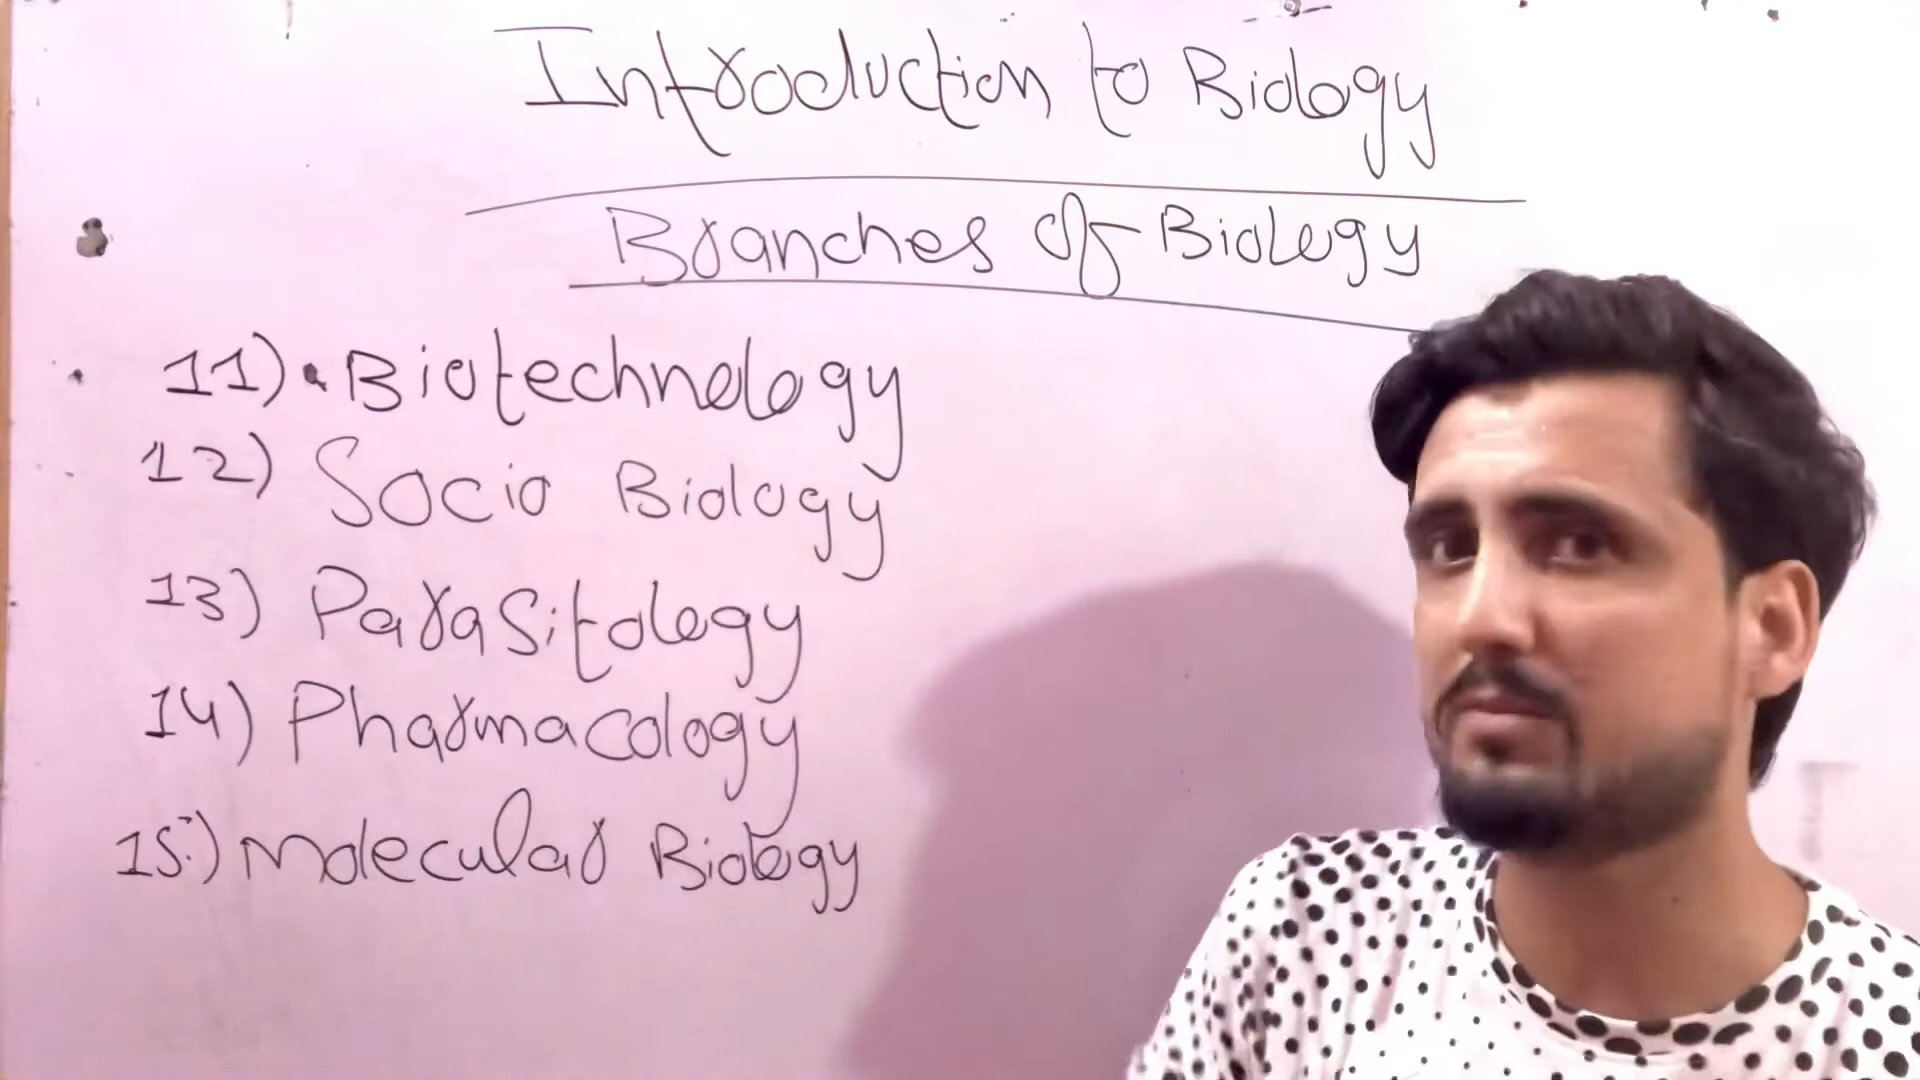 Introduction to Biology
Branches of Biology
11) Biotechnology
12) Socio Biology
13) Parasitology
14) Pharmacology
15) Molecular Biology